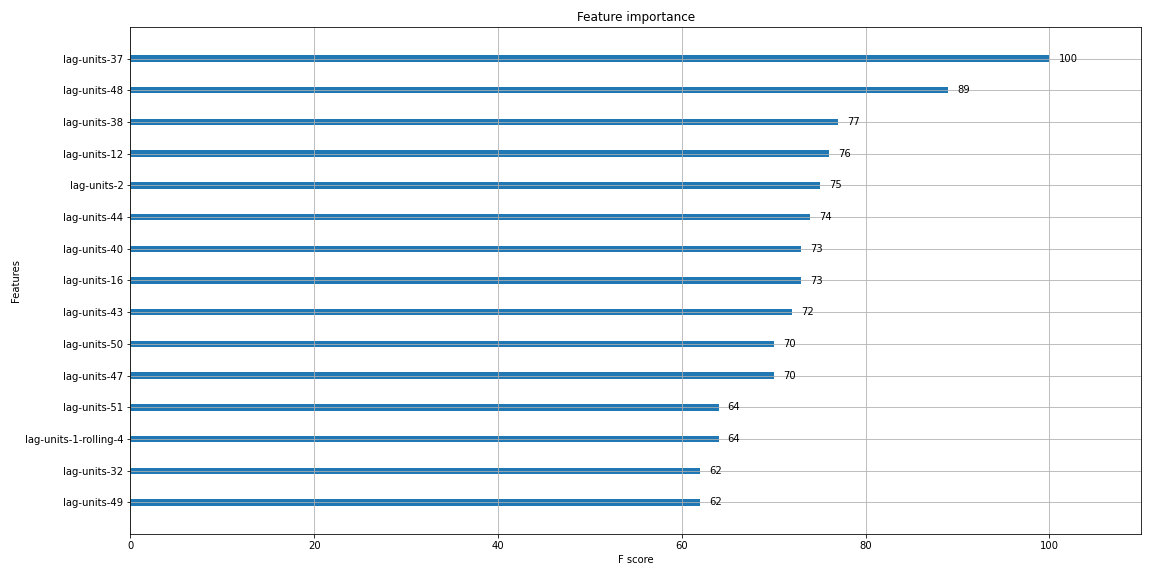 Feature importance
lag-units-37 100
lag-units-48 89
lag-units-38 77
lag-units-12 76
lag-units-2 75
lag-units-44 74
lag-units-40 73
lag-units-16 73
lag-units-43 72
lag-units-50 70
lag-units-47 70
lag-units-51 64
lag-units-1-rolling-4 64
lag-units-32 62
lag-units-49 62
Features
0 20 40 60 80 100
F score